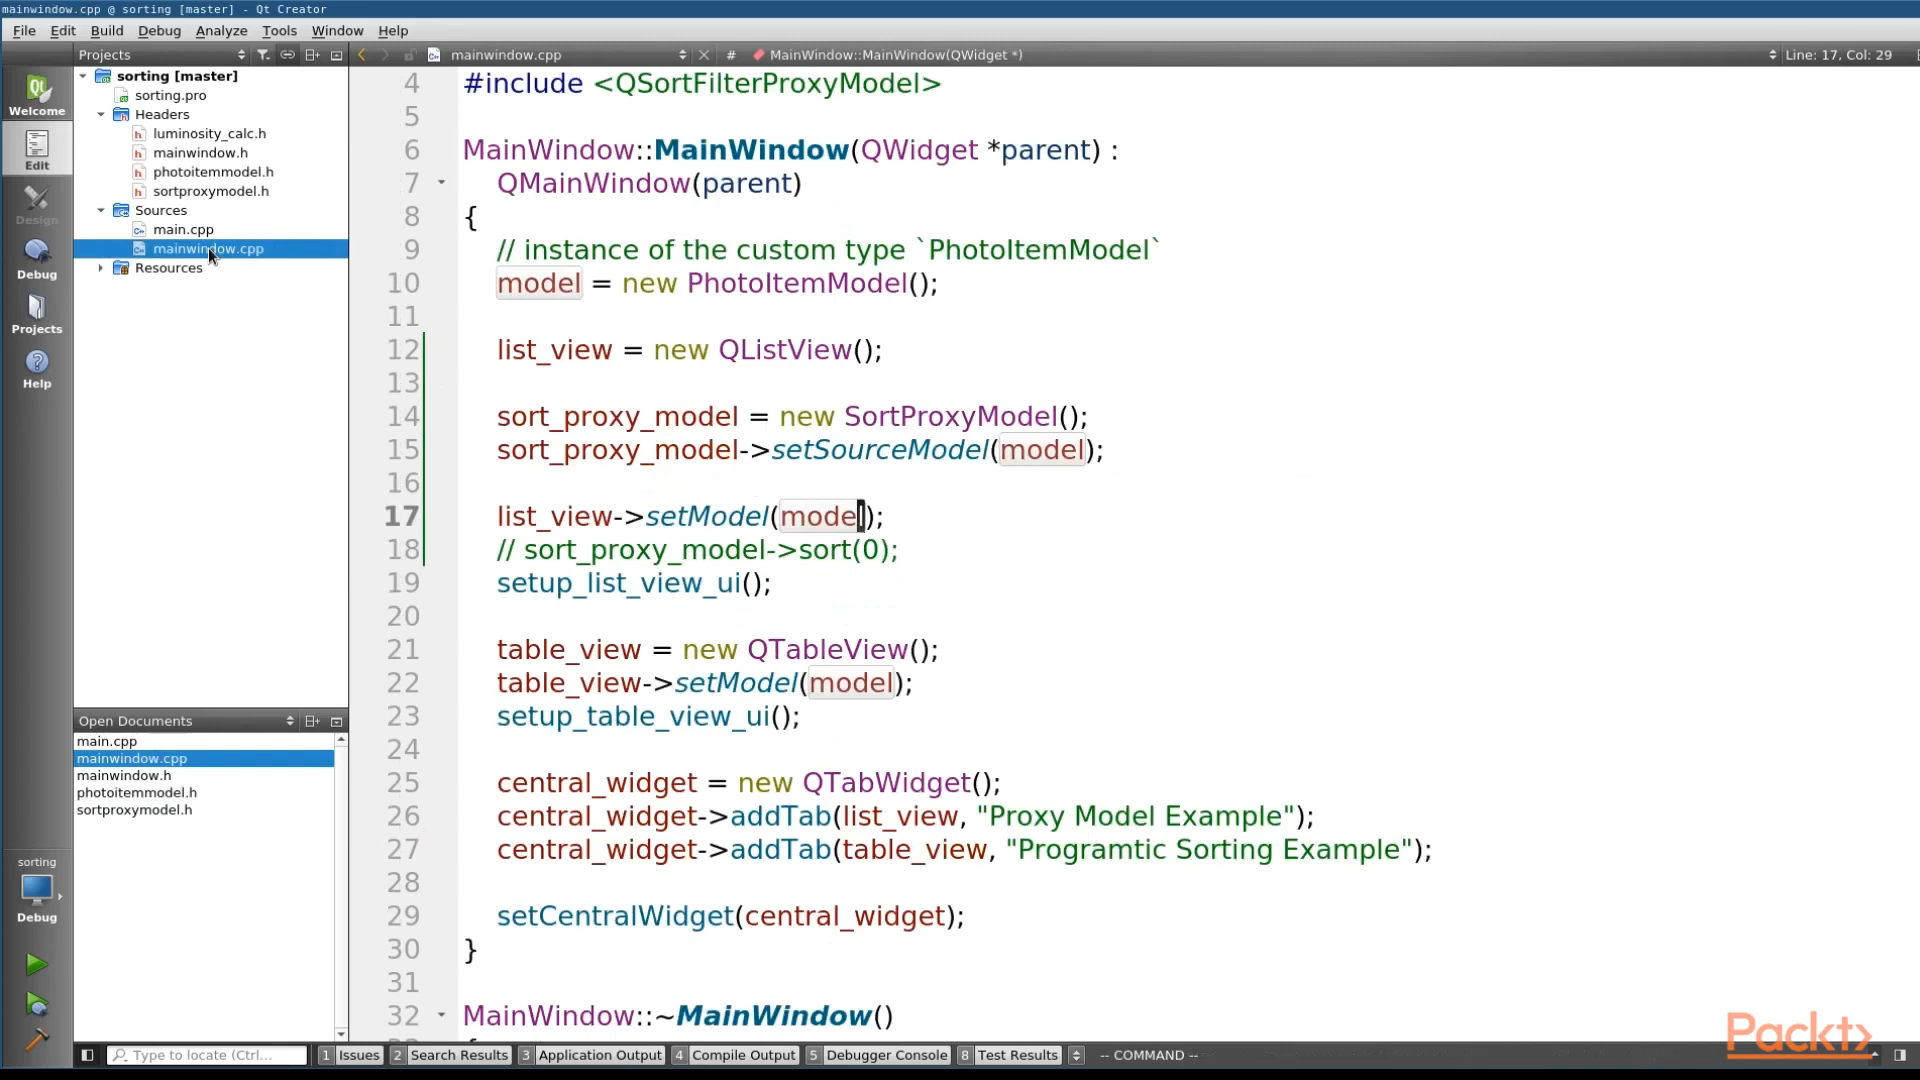 mainwindow.cpp @ sorting [master] - Qt Creator
File Edit Build Debug Analyze Tools Window Help
Projects mainwindow.cpp # MainWindow::MainWindow(QWidget *) Line: 17, Col: 29
Welcome
Edit
Design
Debug
Projects
Help
sorting [master]
sorting.pro
Headers
luminosity_calc.h
mainwindow.h
photoitemmodel.h
sortproxymodel.h
Sources
main.cpp
mainwindow.cpp
Resources
Open Documents
main.cpp
mainwindow.cpp
mainwindow.h
photoitemmodel.h
sortproxymodel.h
sorting
Debug
4 #include <QSortFilterProxyModel>
5
6 MainWindow::MainWindow(QWidget *parent) :
7 QMainWindow(parent)
8 {
9 // instance of the custom type `PhotoItemModel`
10 model = new PhotoItemModel();
11
12 list_view = new QListView();
13
14 sort_proxy_model = new SortProxyModel();
15 sort_proxy_model->setSourceModel(model);
16
17 list_view->setModel(model);
18 // sort_proxy_model->sort(0);
19 setup_list_view_ui();
20
21 table_view = new QTableView();
22 table_view->setModel(model);
23 setup_table_view_ui();
24
25 central_widget = new QTabWidget();
26 central_widget->addTab(list_view, "Proxy Model Example");
27 central_widget->addTab(table_view, "Programtic Sorting Example");
28
29 setCentralWidget(central_widget);
30 }
31
32 MainWindow::~MainWindow()
Packt>
Type to locate (Ctrl... 1 Issues 2 Search Results 3 Application Output 4 Compile Output 5 Debugger Console 8 Test Results -- COMMAND --